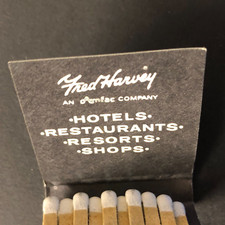 Fred Harvey
AN amfac COMPANY
·HOTELS·
·RESTAURANTS·
·RESORTS·
·SHOPS·